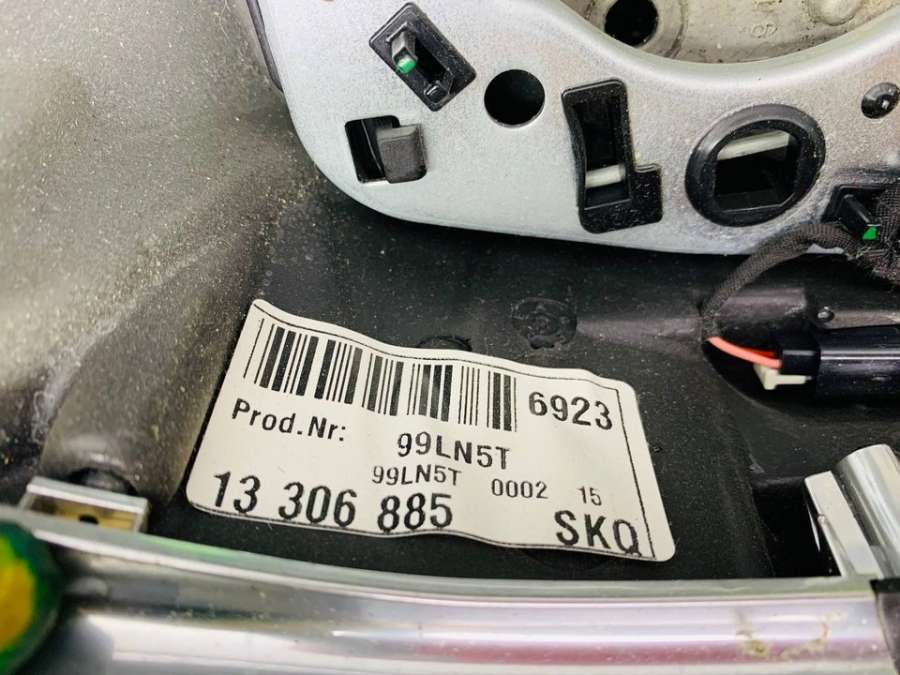 6923
Prod.Nr: 99LN5T
99LN5T 0002 15
13 306 885 SKQ